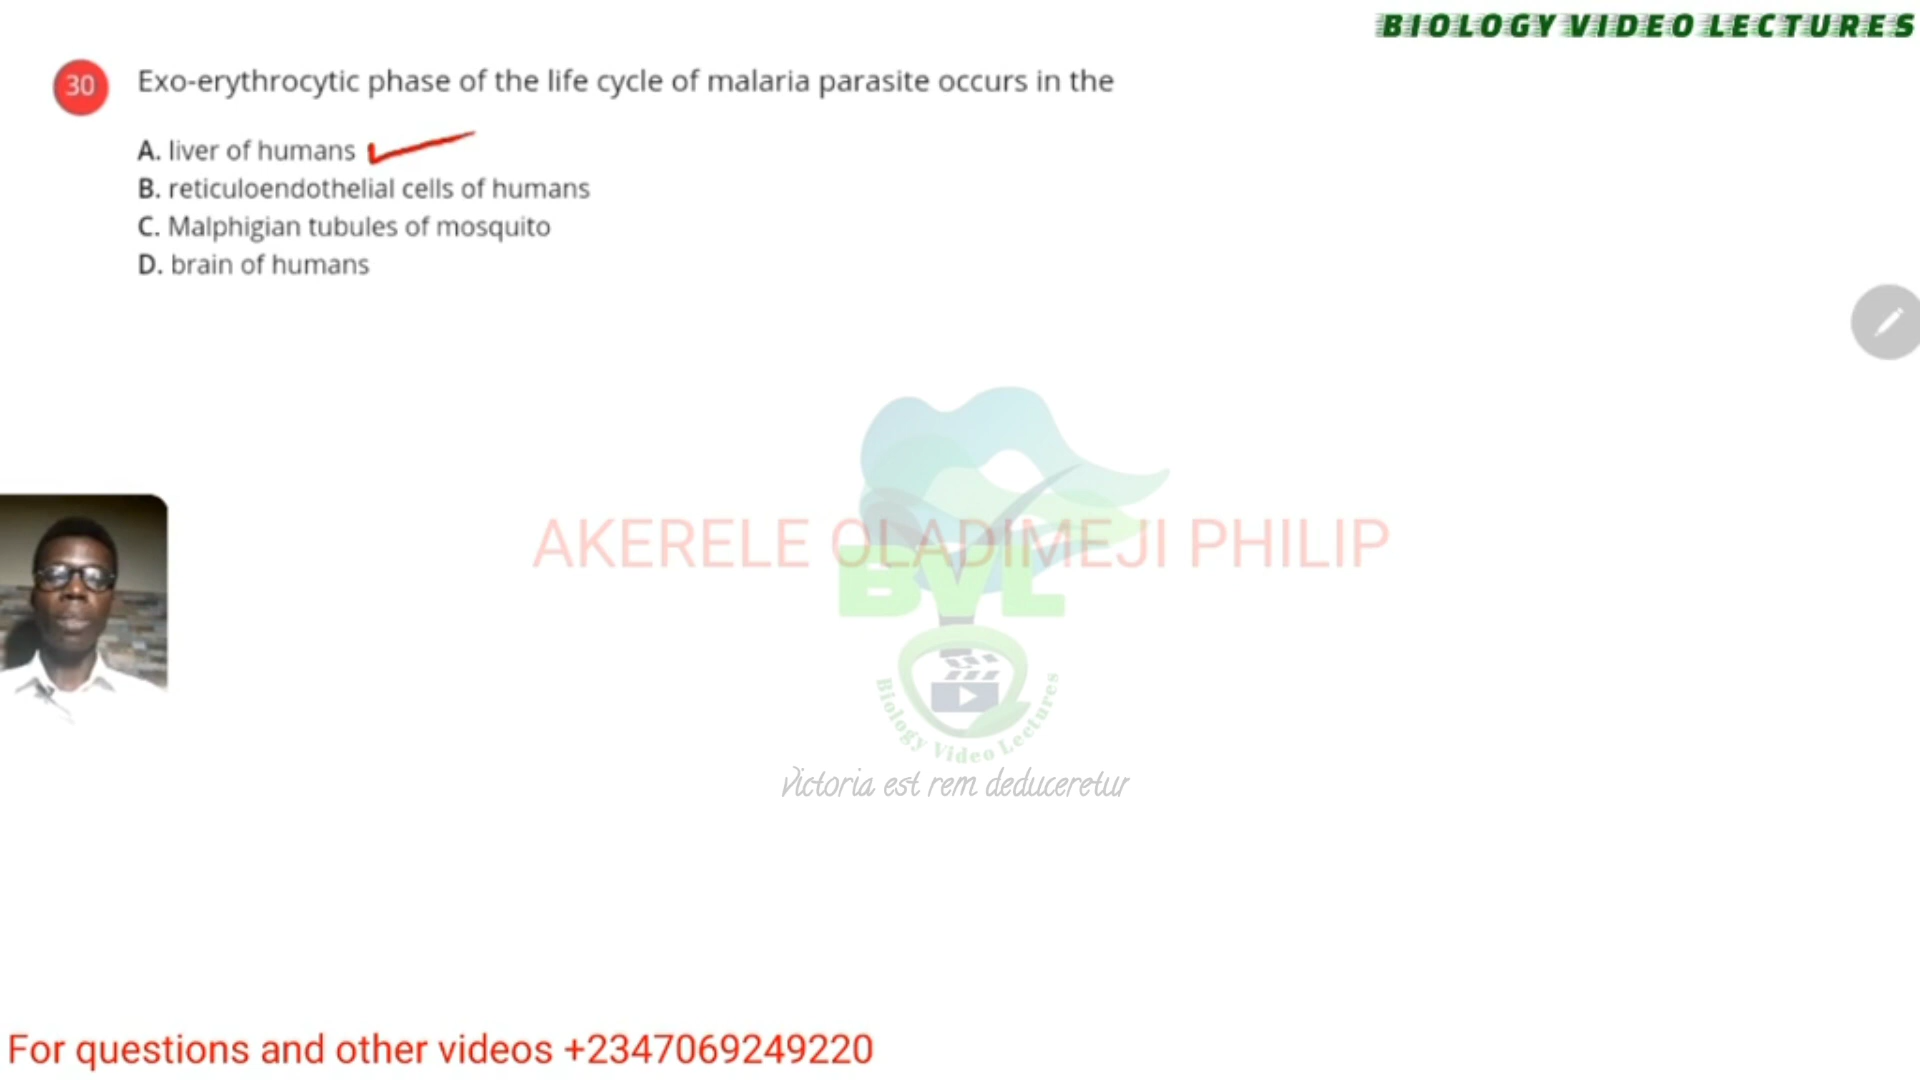 BIOLOGY VIDEO LECTURES
30 Exo-erythrocytic phase of the life cycle of malaria parasite occurs in the
A. liver of humans
B. reticuloendothelial cells of humans
C. Malphigian tubules of mosquito
D. brain of humans
AKERELE OLADIMEJI PHILIP
BVL
Biology Video Lectures
Victoria est rem deduceretur
For questions and other videos +2347069249220